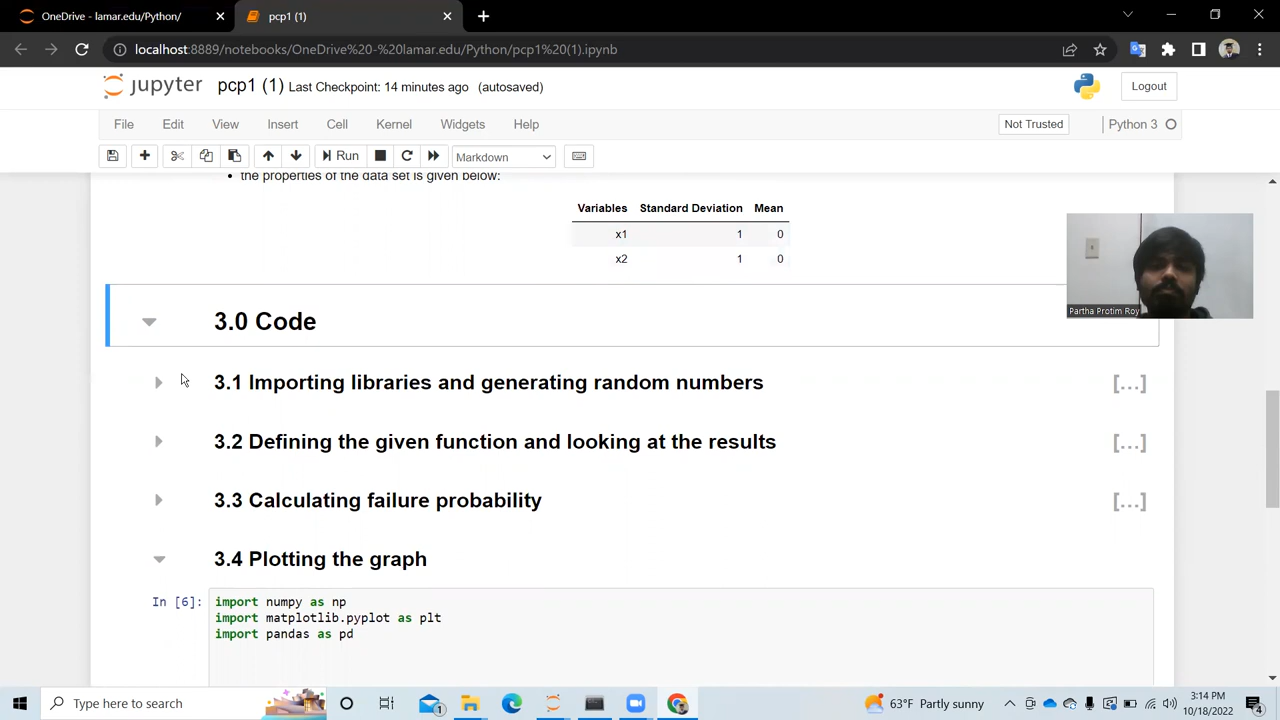 OneDrive - lamar.edu/Python/
pcp1 (1)
localhost:8889/notebooks/OneDrive%20-%20lamar.edu/Python/pcp1%20(1).ipynb
jupyter pcp1 (1) Last Checkpoint: 14 minutes ago (autosaved)
Logout
File Edit View Insert Cell Kernel Widgets Help
Not Trusted
Python 3
Run
Markdown
the properties of the data set is given below:
Variables Standard Deviation Mean
x1 1 0
x2 1 0
Partha Protim Roy
3.0 Code
3.1 Importing libraries and generating random numbers
[...]
3.2 Defining the given function and looking at the results
[...]
3.3 Calculating failure probability
[...]
3.4 Plotting the graph
In [6]:
import numpy as np
import matplotlib.pyplot as plt
import pandas as pd
Type here to search
1
63°F Partly sunny
3:14 PM
10/18/2022
4